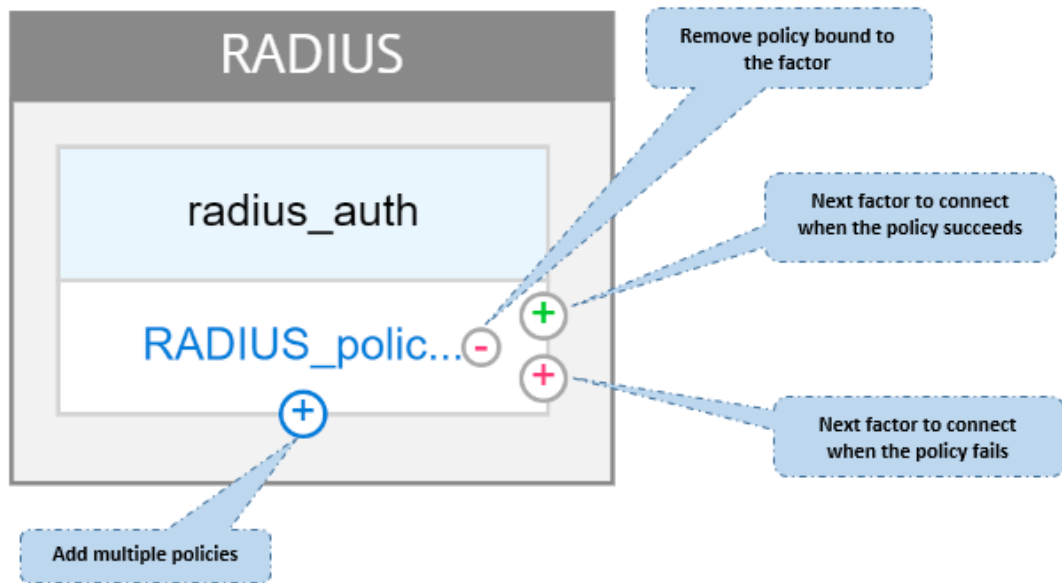 RADIUS
Remove policy bound to
the factor
radius_auth
Next factor to connect
when the policy succeeds
RADIUS_polic...
-
+
+
+
Next factor to connect
when the policy fails
Add multiple policies